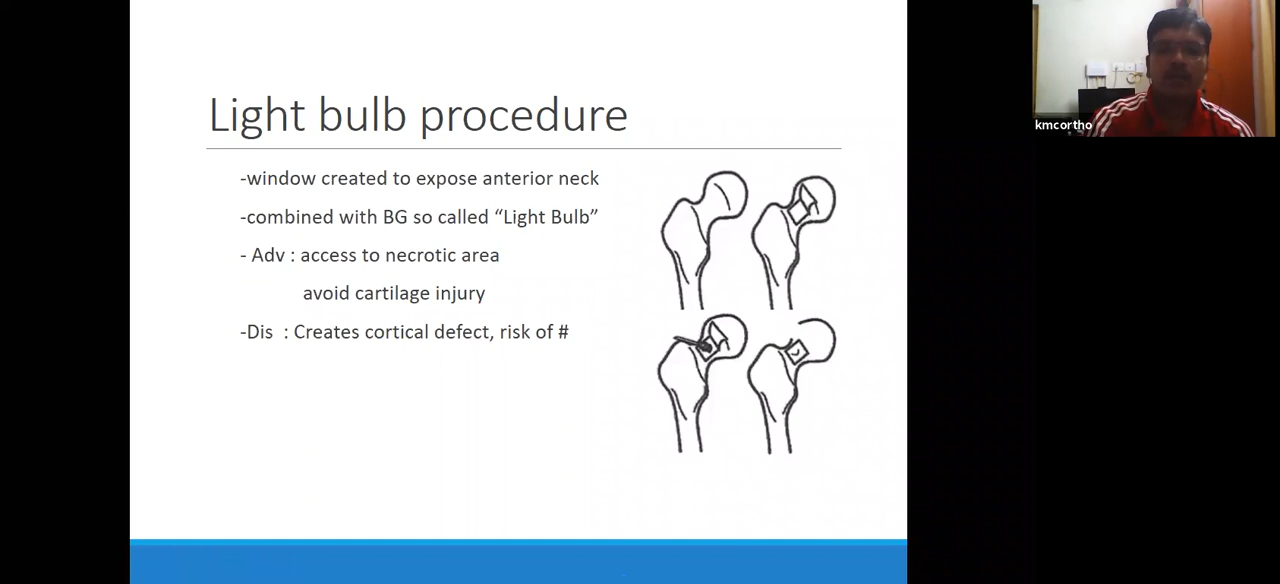 Light bulb procedure
-window created to expose anterior neck
-combined with BG so called “Light Bulb”
- Adv : access to necrotic area
avoid cartilage injury
-Dis : Creates cortical defect, risk of #
kmcortho